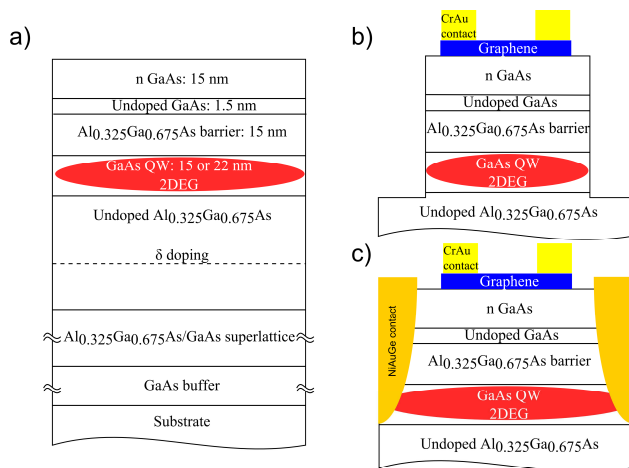 a)
n GaAs: 15 nm
Undoped GaAs: 1.5 nm
Al0.325Ga0.675As barrier: 15 nm
GaAs QW: 15 or 22 nm
2DEG
Undoped Al0.325Ga0.675As
δ doping
Al0.325Ga0.675As/GaAs superlattice
GaAs buffer
Substrate
b)
CrAu
contact
Graphene
n GaAs
Undoped GaAs
Al0.325Ga0.675As barrier
GaAs QW
2DEG
Undoped Al0.325Ga0.675As
c)
CrAu
contact
Graphene
NiAuGe contact
n GaAs
Undoped GaAs
Al0.325Ga0.675As barrier
GaAs QW
2DEG
Undoped Al0.325Ga0.675As